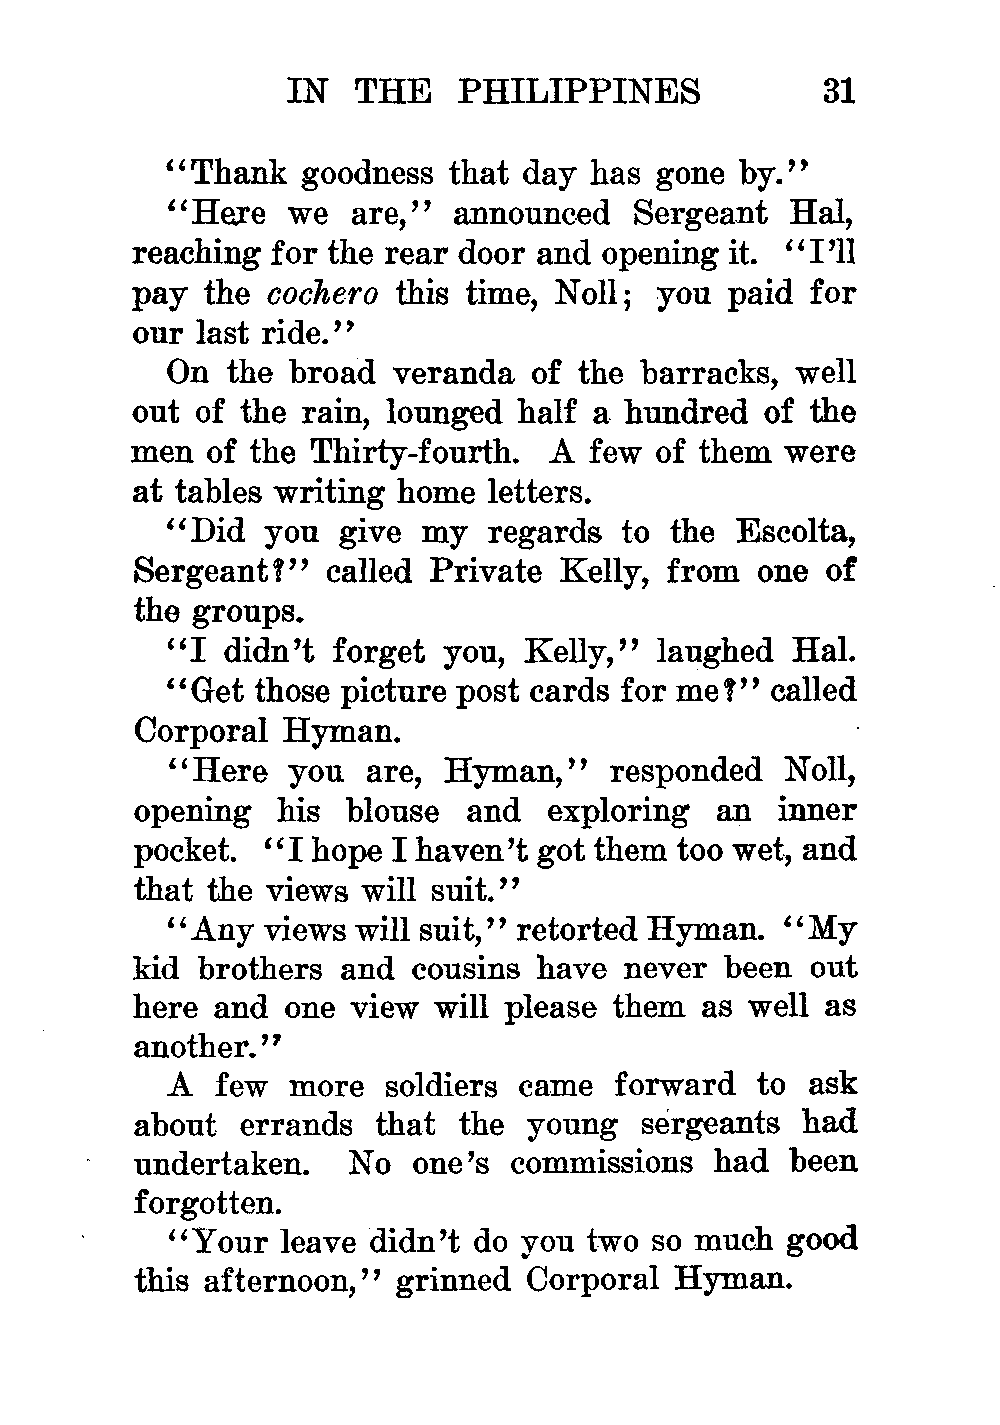 IN THE PHILIPPINES 31
“Thank goodness that day has gone by.”
“Here we are,” announced Sergeant Hal,
reaching for the rear door and opening it. “I’ll
pay the cochero this time, Noll; you paid for
our last ride.”
On the broad veranda of the barracks, well
out of the rain, lounged half a hundred of the
men of the Thirty-fourth. A few of them were
at tables writing home letters.
“Did you give my regards to the Escolta,
Sergeant?” called Private Kelly, from one of
the groups.
“I didn’t forget you, Kelly,” laughed Hal.
“Get those picture post cards for me?” called
Corporal Hyman.
“Here you are, Hyman,” responded Noll,
opening his blouse and exploring an inner
pocket. “I hope I haven’t got them too wet, and
that the views will suit.”
“Any views will suit,” retorted Hyman. “My
kid brothers and cousins have never been out
here and one view will please them as well as
another.”
A few more soldiers came forward to ask
about errands that the young sergeants had
undertaken. No one’s commissions had been
forgotten.
“Your leave didn’t do you two so much good
this afternoon,” grinned Corporal Hyman.